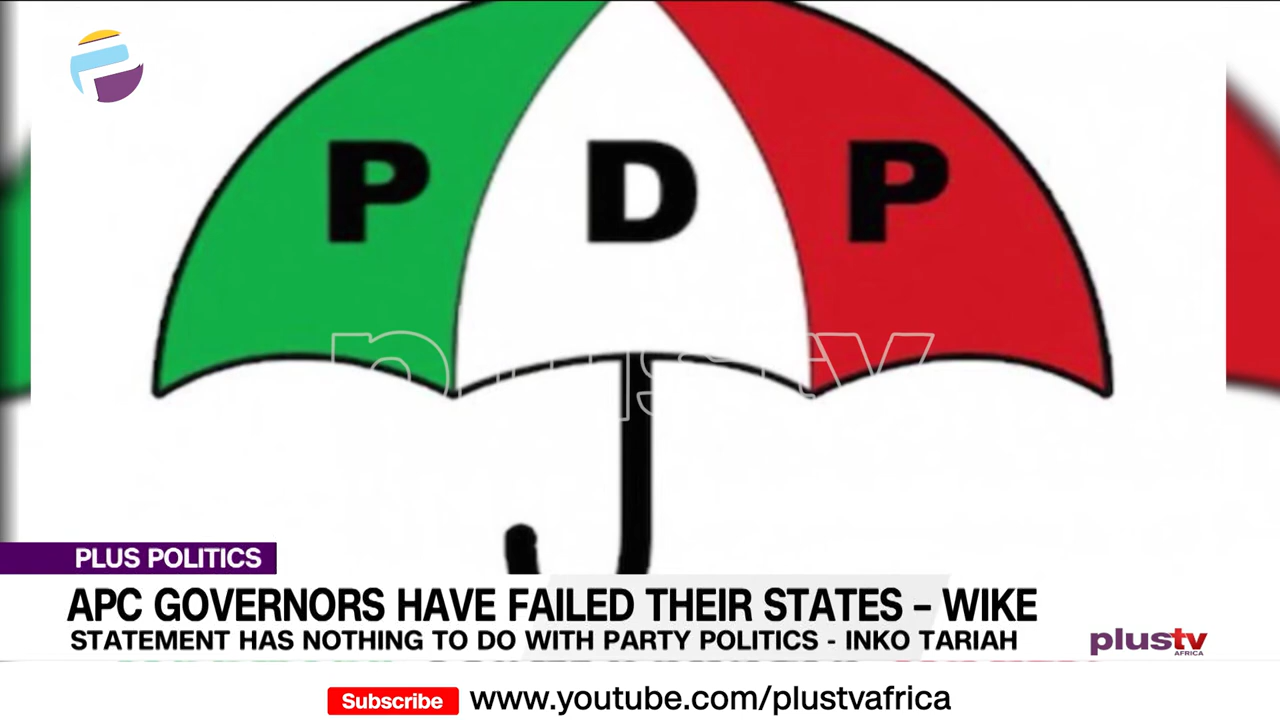 P D P
plustv
PLUS POLITICS
APC GOVERNORS HAVE FAILED THEIR STATES – WIKE
STATEMENT HAS NOTHING TO DO WITH PARTY POLITICS - INKO TARIAH
plustv
AFRICA
Subscribe www.youtube.com/plustvafrica